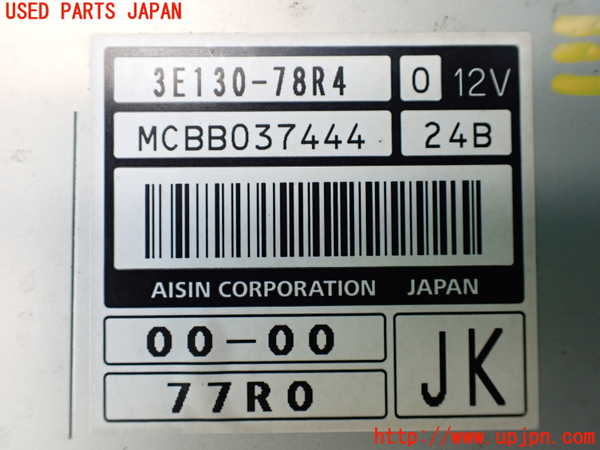 USED PARTS JAPAN
3E130-78R4 0 12V
MCBB037444 24B
AISIN CORPORATION JAPAN
00-00
77R0 JK
http://www.upjpn.com/